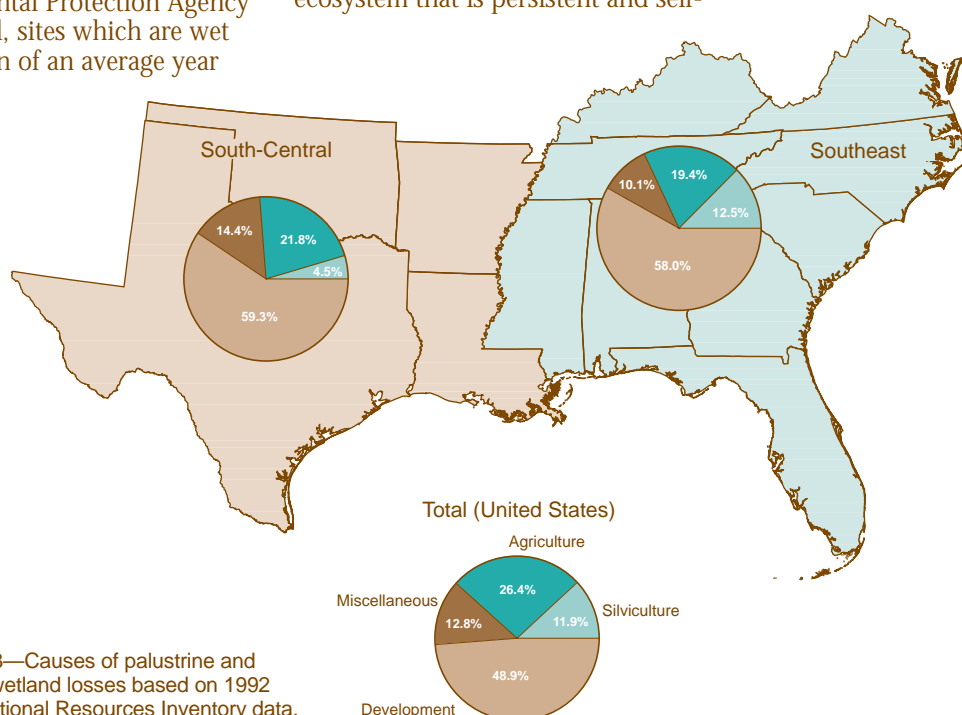 ntal Protection Agency
, sites which are wet
n of an average year
ecosystem that is persistent and self-
South-Central
14.4%
21.8%
4.5%
59.3%
Southeast
10.1%
19.4%
12.5%
58.0%
Total (United States)
Agriculture
Miscellaneous
Silviculture
Development
26.4%
12.8%
11.9%
48.9%
—Causes of palustrine and
wetland losses based on 1992
tional Resources Inventory data.